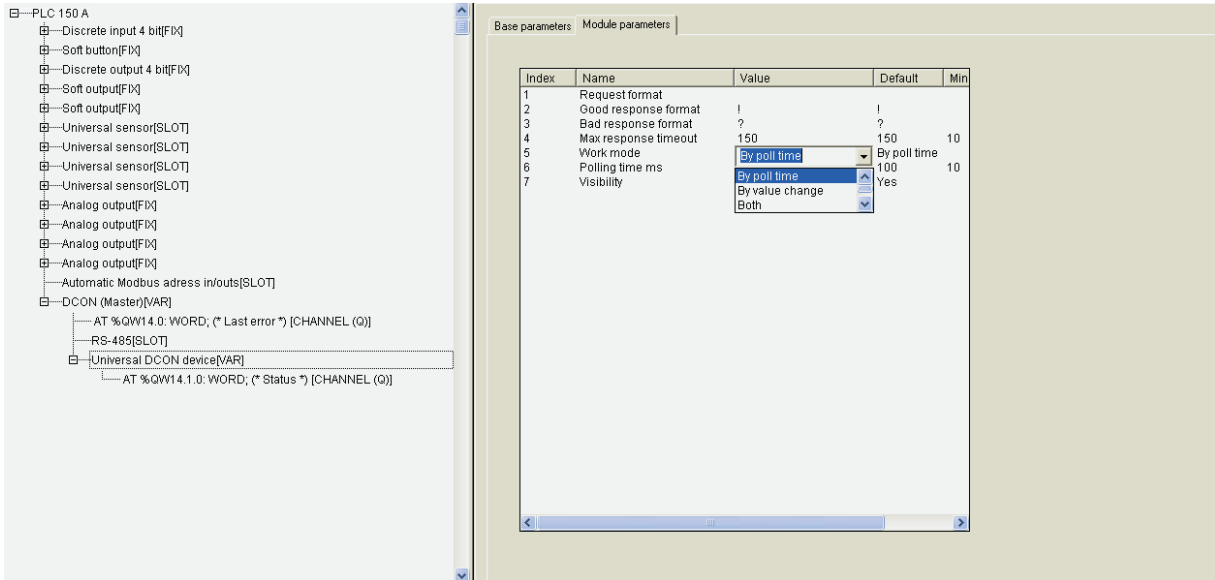 PLC 150 A
Discrete input 4 bit[FIX]
Soft button[FIX]
Discrete output 4 bit[FIX]
Soft output[FIX]
Soft output[FIX]
Universal sensor[SLOT]
Universal sensor[SLOT]
Universal sensor[SLOT]
Universal sensor[SLOT]
Analog output[FIX]
Analog output[FIX]
Analog output[FIX]
Analog output[FIX]
Automatic Modbus adress in/outs[SLOT]
DCON (Master)[VAR]
AT %QW14.0: WORD; (* Last error *) [CHANNEL (Q)]
RS-485[SLOT]
Universal DCON device[VAR]
AT %QW14.1.0: WORD; (* Status *) [CHANNEL (Q)]
Base parameters Module parameters
Index Name Value Default Min
1 Request format
2 Good response format ! !
3 Bad response format ? ?
4 Max response timeout 150 150 10
5 Work mode By poll time By poll time
6 Polling time ms 100 10
7 Visibility Yes
By poll time
By value change
Both